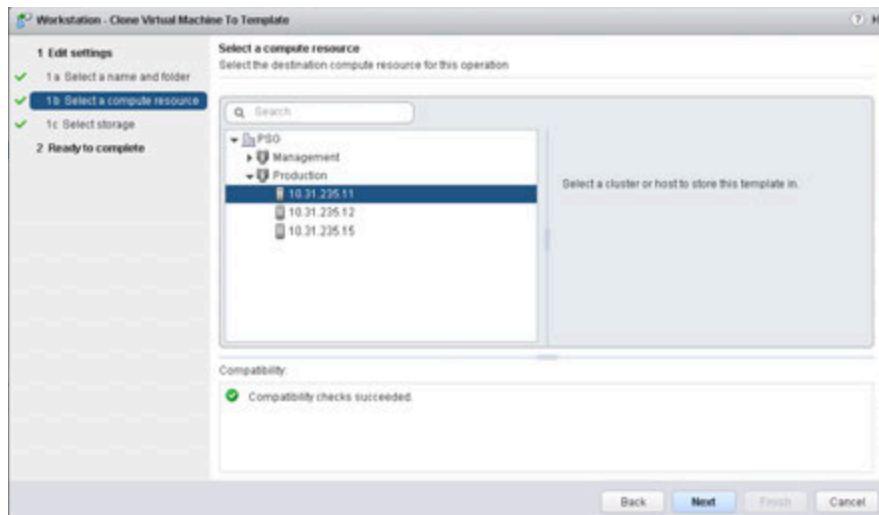 Workstation - Clone Virtual Machine To Template
1 Edit settings
1a Select a name and folder
1b Select a compute resource
1c Select storage
2 Ready to complete
Select a compute resource
Select the destination compute resource for this operation
Search
PSO
Management
Production
10.31.235.11
10.31.235.12
10.31.235.15
Select a cluster or host to store this template in.
Compatibility:
Compatibility checks succeeded.
Back Next Finish Cancel